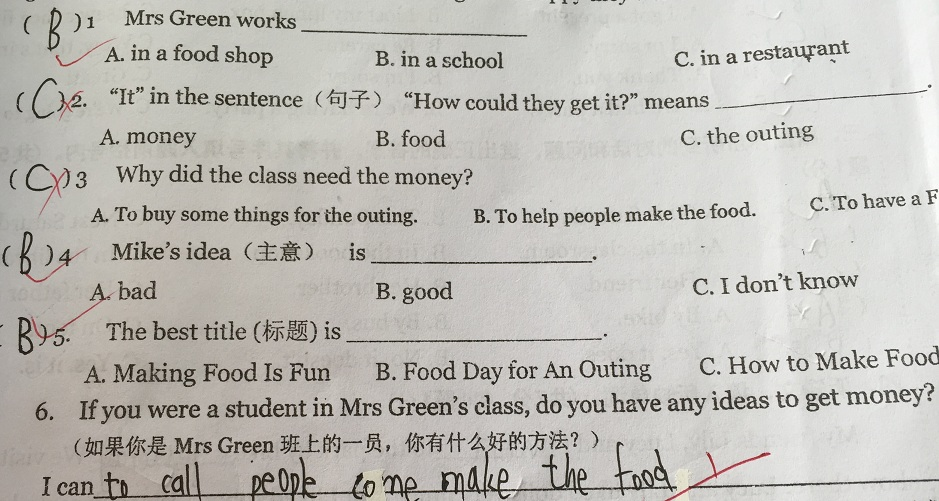 ( B )1 Mrs Green works
A. in a food shop B. in a school C. in a restaurant
( C )2. “It” in the sentence（句子）“How could they get it?” means .
A. money B. food C. the outing
( C )3 Why did the class need the money?
A. To buy some things for the outing. B. To help people make the food. C. To have a F
( B )4 Mike’s idea（主意） is .
A. bad B. good C. I don’t know
B )5. The best title (标题) is .
A. Making Food Is Fun B. Food Day for An Outing C. How to Make Food
6. If you were a student in Mrs Green’s class, do you have any ideas to get money?
（如果你是 Mrs Green 班上的一员，你有什么好的方法？）
I can to call people come make the food.